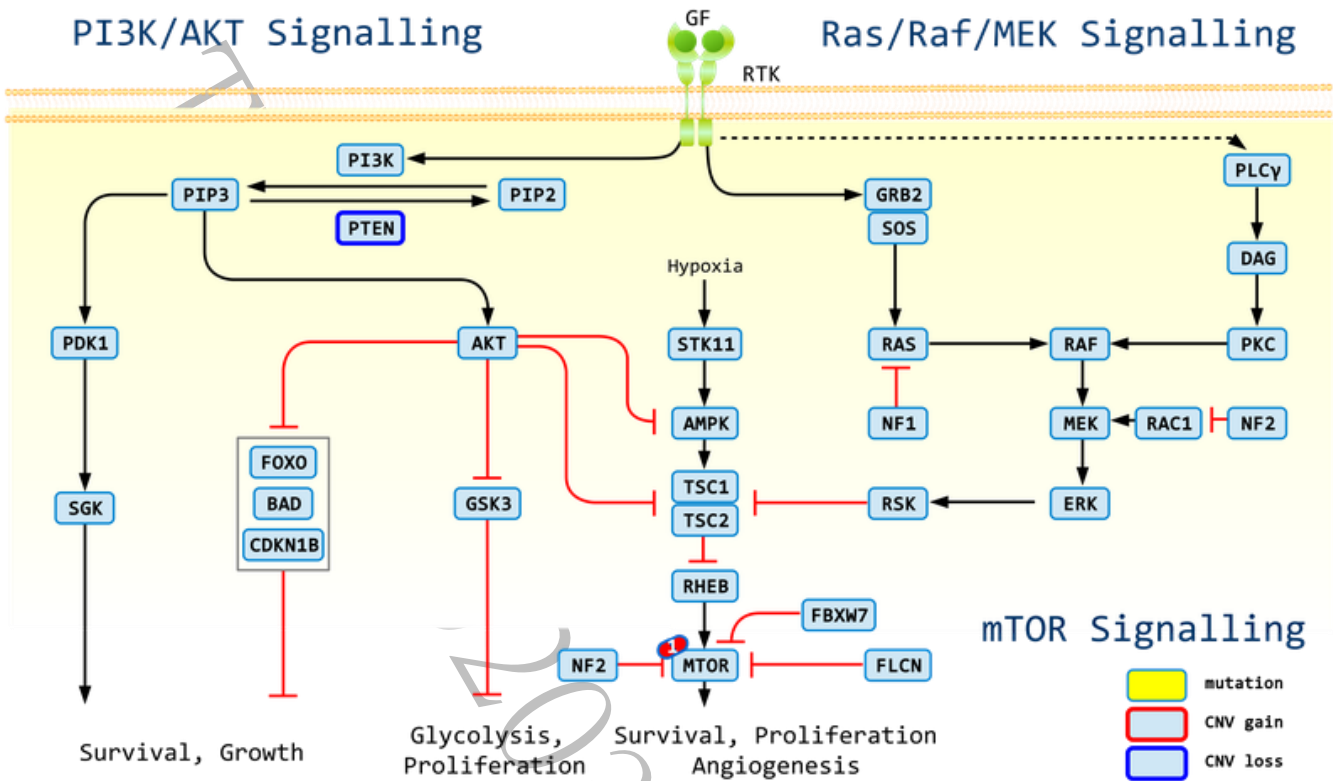 PI3K/AKT Signalling
GF
Ras/Raf/MEK Signalling
RTK
PI3K
PLCγ
PIP3
PIP2
GRB2
PTEN
SOS
DAG
Hypoxia
PDK1
AKT
STK11
RAS
RAF
PKC
AMPK
NF1
MEK
RAC1
NF2
FOXO
BAD
CDKN1B
SGK
GSK3
TSC1
TSC2
RSK
ERK
RHEB
FBXW7
mTOR Signalling
1
NF2
MTOR
FLCN
mutation
CNV gain
CNV loss
Survival, Growth
Glycolysis,
Proliferation
Survival, Proliferation
Angiogenesis